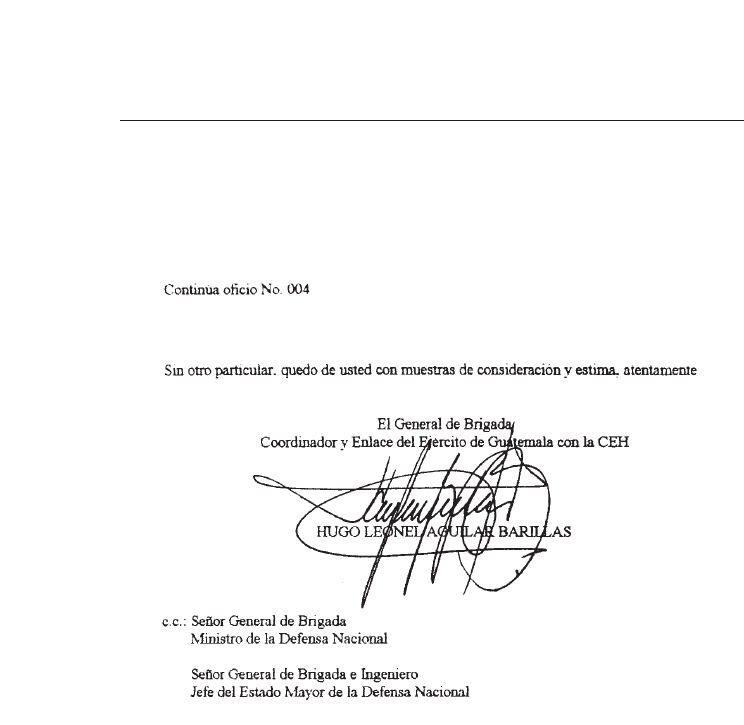 Continúa oficio No. 004
Sin otro particular. quedo de usted con muestras de consideración y estima, atentamente
El General de Brigada
Coordinador y Enlace del Ejército de Guatemala con la CEH
HUGO LEONEL AGUILAR BARILLAS
c.c.: Señor General de Brigada
Ministro de la Defensa Nacional
Señor General de Brigada e Ingeniero
Jefe del Estado Mayor de la Defensa Nacional